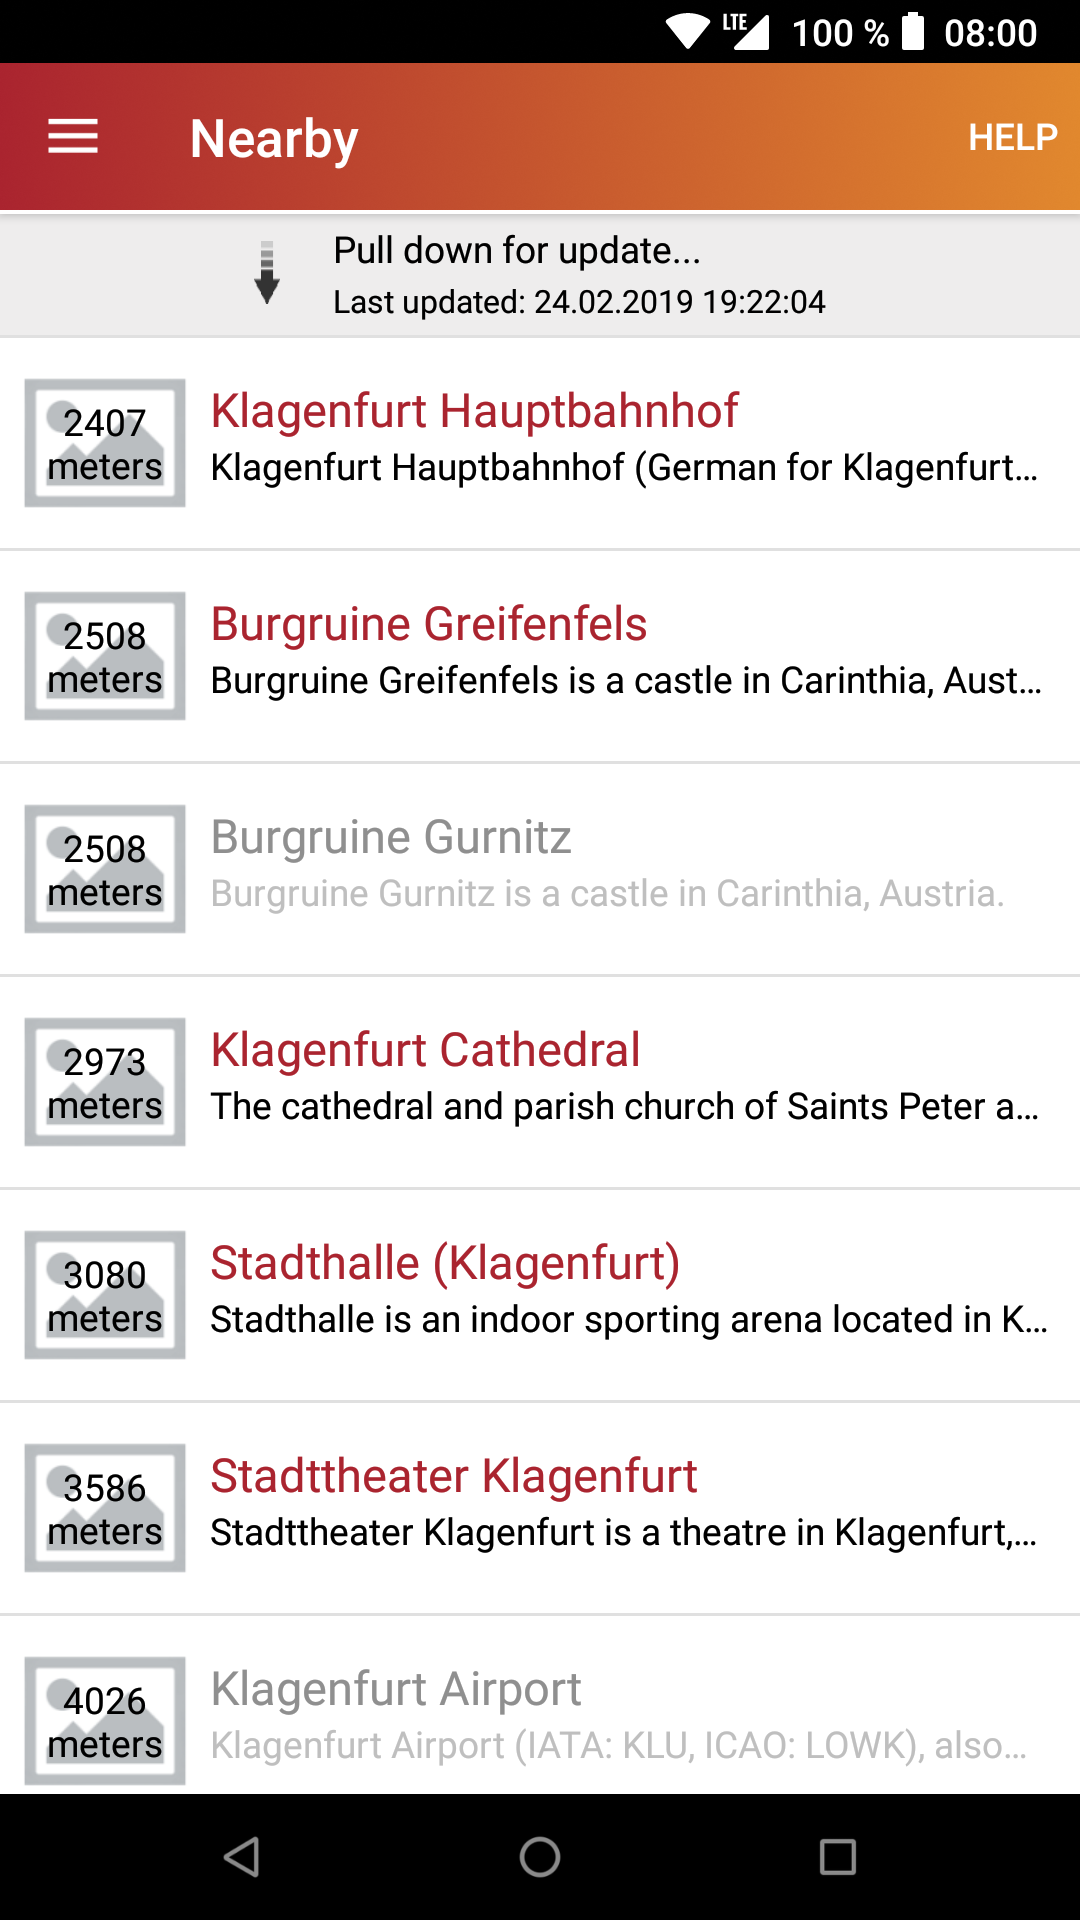 LTE 100 % 08:00
Nearby HELP
Pull down for update...
Last updated: 24.02.2019 19:22:04
2407 meters
Klagenfurt Hauptbahnhof
Klagenfurt Hauptbahnhof (German for Klagenfurt...
2508 meters
Burgruine Greifenfels
Burgruine Greifenfels is a castle in Carinthia, Aust...
2508 meters
Burgruine Gurnitz
Burgruine Gurnitz is a castle in Carinthia, Austria.
2973 meters
Klagenfurt Cathedral
The cathedral and parish church of Saints Peter a...
3080 meters
Stadthalle (Klagenfurt)
Stadthalle is an indoor sporting arena located in K...
3586 meters
Stadttheater Klagenfurt
Stadttheater Klagenfurt is a theatre in Klagenfurt,...
4026 meters
Klagenfurt Airport
Klagenfurt Airport (IATA: KLU, ICAO: LOWK), also...